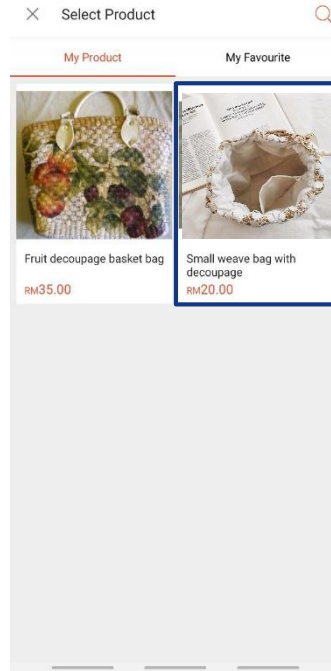 Select Product
My Product
My Favourite
Fruit decoupage basket bag
RM35.00
Small weave bag with
decoupage
RM20.00